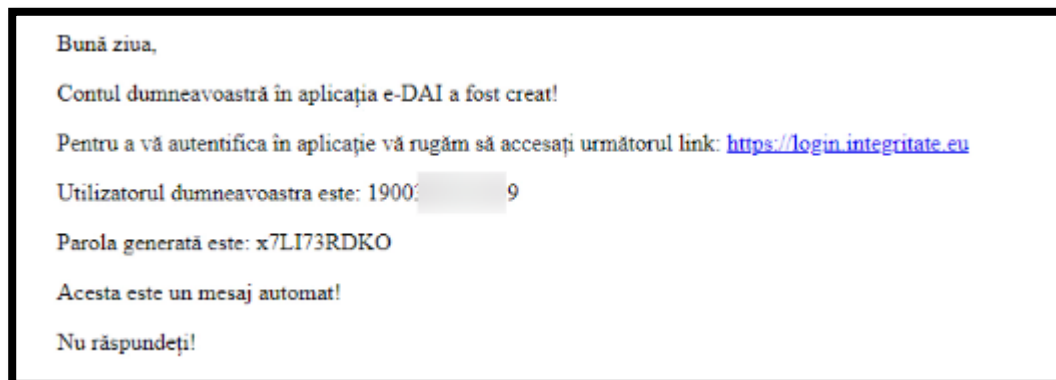 Bună ziua,
Contul dumneavoastră în aplicația e-DAI a fost creat!
Pentru a vă autentifica în aplicație vă rugăm să accesați următorul link: https://login.integritate.eu
Utilizatorul dumneavoastra este: 1900 9
Parola generată este: x7LI73RDKO
Acesta este un mesaj automat!
Nu răspundeți!